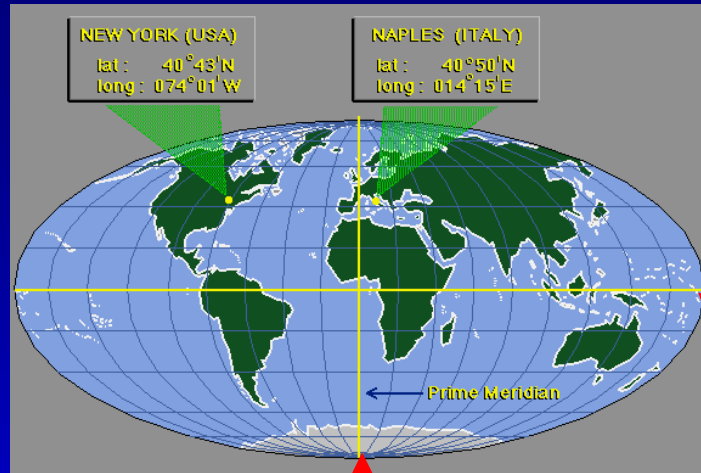 NEW YORK (USA)
lat : 40°43'N
long : 074°01'W
NAPLES (ITALY)
lat : 40°50'N
long : 014°15'E
Prime Meridian